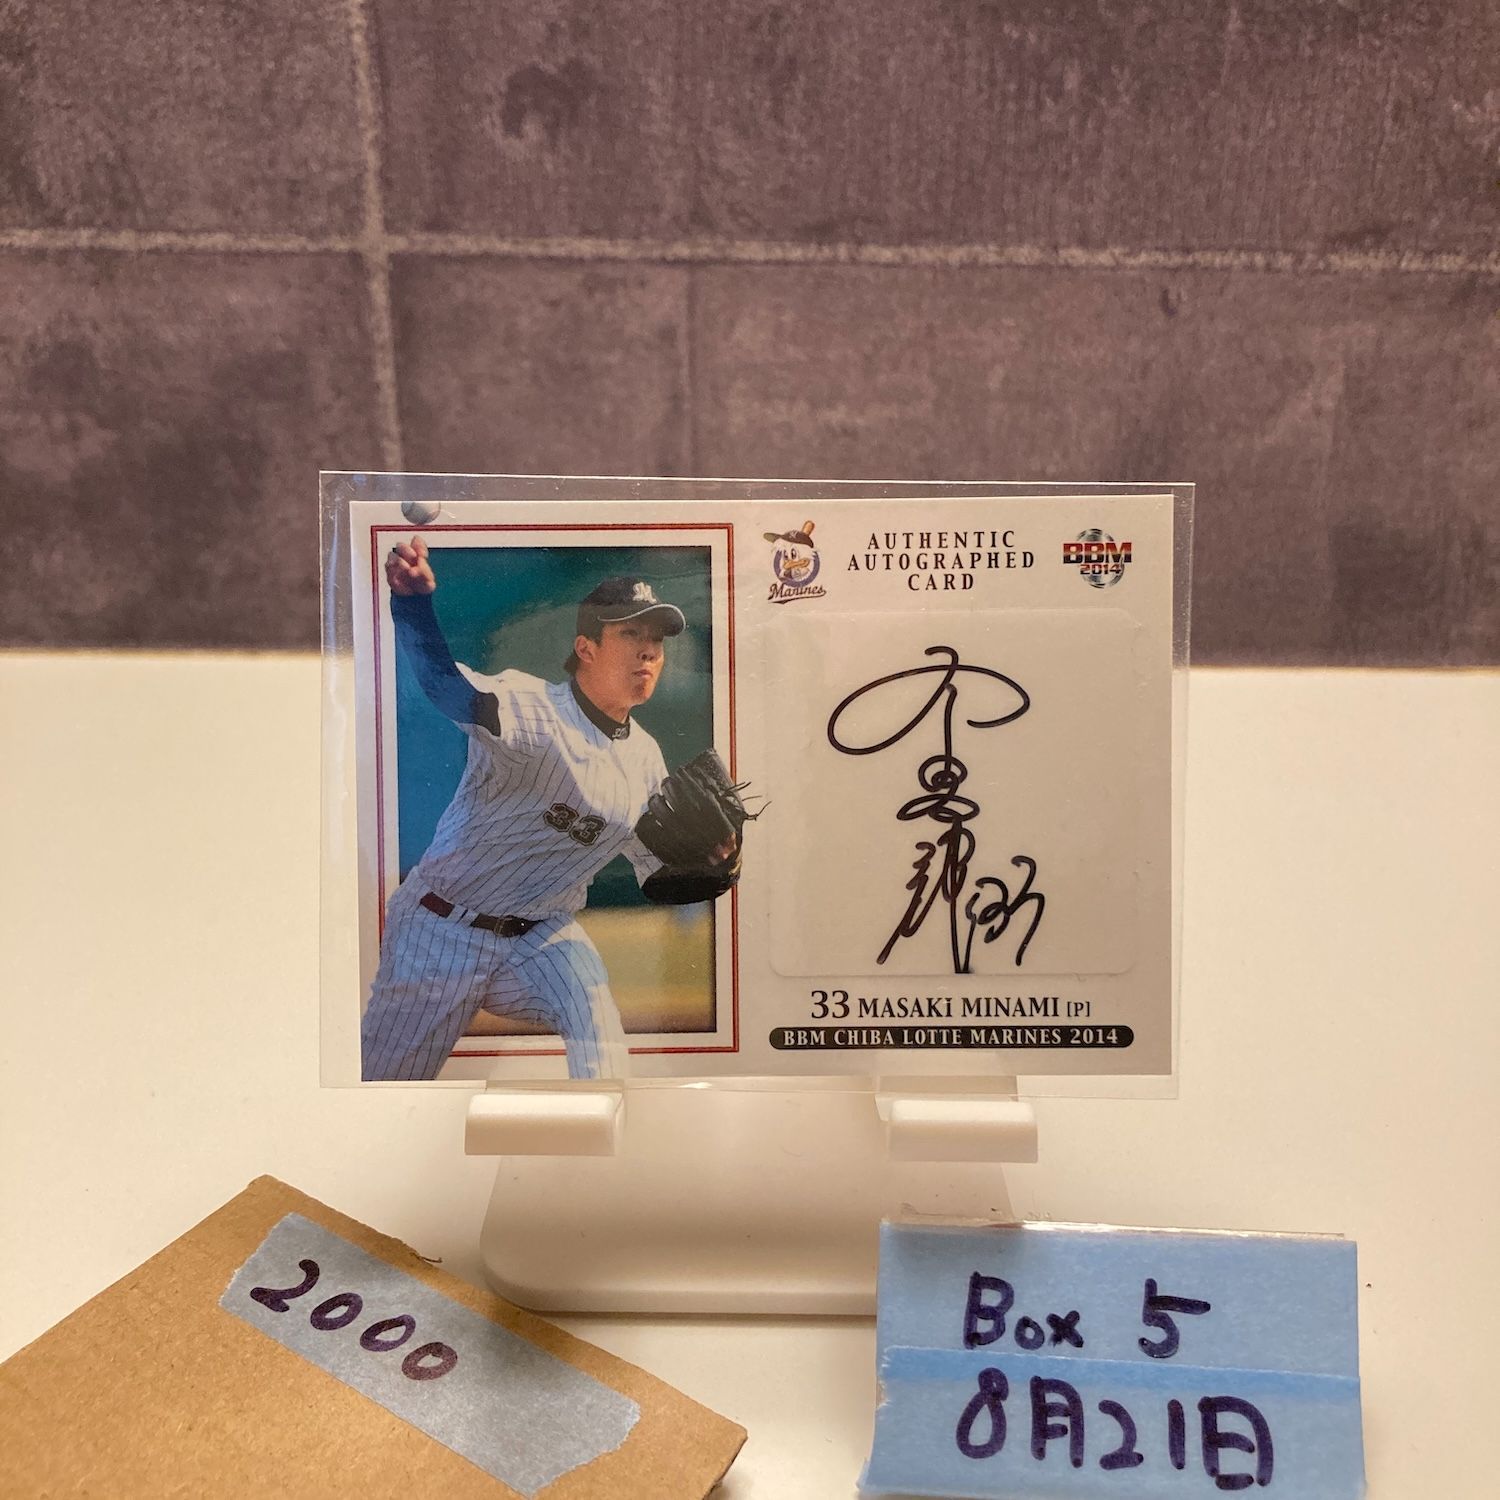 AUTHENTIC
AUTOGRAPHED
CARD
Marines
BBM
2014
M
33
33 MASAKi MINAMI [P]
BBM CHIBA LOTTE MARINES 2014
2000
Box 5
8月21日